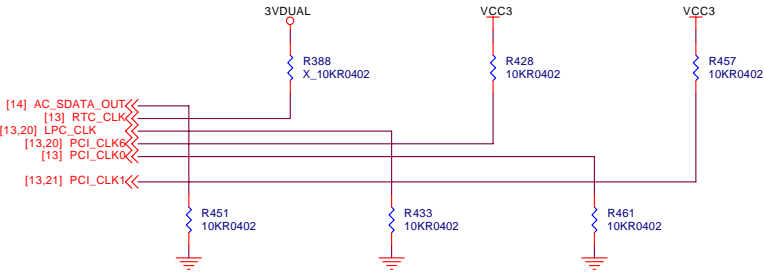 3VDUAL
VCC3
VCC3
R388
X_10KR0402
R428
10KR0402
R457
10KR0402
[14] AC_SDATA_OUT
[13] RTC_CLK
[13,20] LPC_CLK
[13,20] PCI_CLK6
[13] PCI_CLK0
[13,21] PCI_CLK1
R451
10KR0402
R433
10KR0402
R461
10KR0402